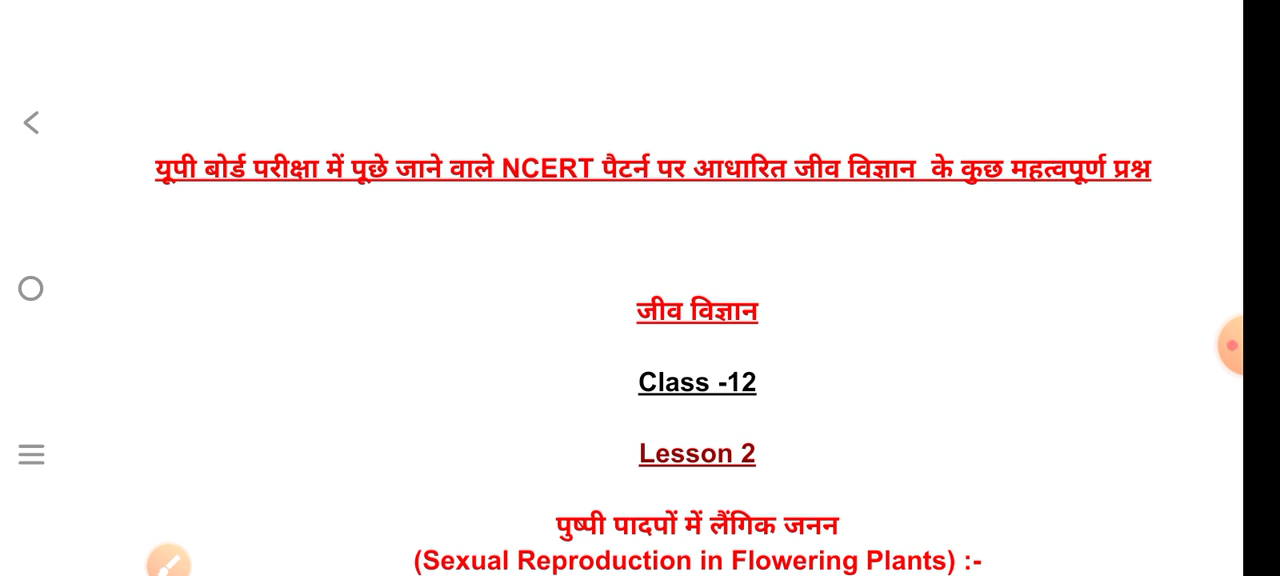 यूपी बोर्ड परीक्षा में पूछे जाने वाले NCERT पैटर्न पर आधारित जीव विज्ञान के कुछ महत्वपूर्ण प्रश्न
जीव विज्ञान
Class -12
Lesson 2
पुष्पी पादपों में लैंगिक जनन
(Sexual Reproduction in Flowering Plants) :-